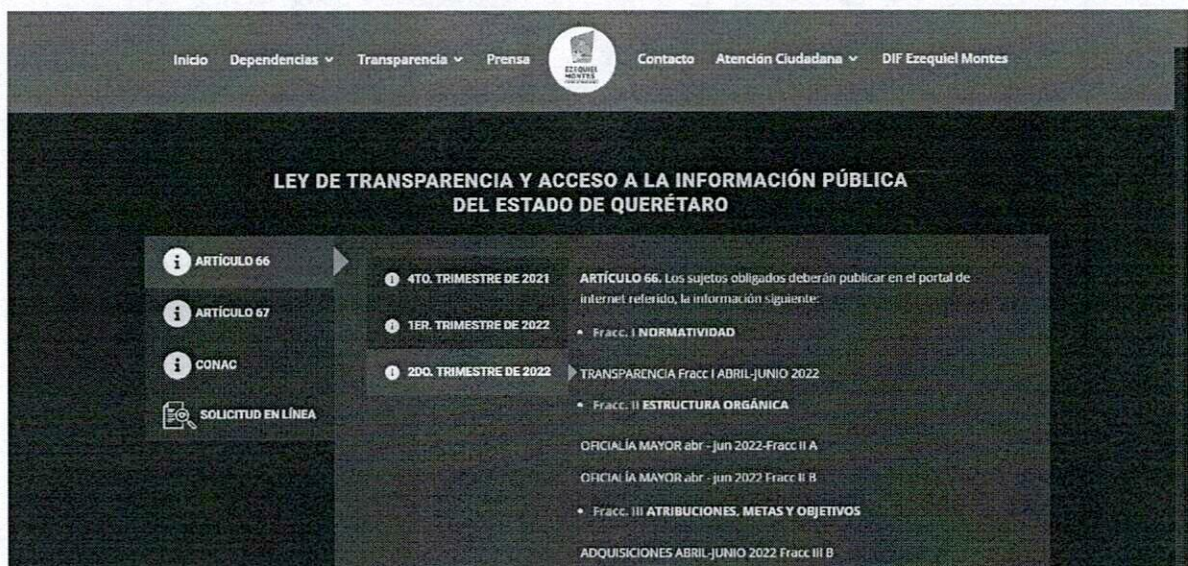 Inicio Dependencias Transparencia Prensa EZEQUIEL MONTES Contacto Atención Ciudadana DIF Ezequiel Montes
LEY DE TRANSPARENCIA Y ACCESO A LA INFORMACIÓN PÚBLICA
DEL ESTADO DE QUERÉTARO
ARTÍCULO 66
ARTÍCULO 67
CONAC
SOLICITUD EN LÍNEA
4TO. TRIMESTRE DE 2021
1ER. TRIMESTRE DE 2022
2DO. TRIMESTRE DE 2022
ARTÍCULO 66. Los sujetos obligados deberán publicar en el portal de
internet referido, la información siguiente:
• Fracc. I NORMATIVIDAD
TRANSPARENCIA Fracc I ABRIL-JUNIO 2022
• Fracc. II ESTRUCTURA ORGÁNICA
OFICIALÍA MAYOR abr - jun 2022-Fracc II A
OFICIALÍA MAYOR abr - jun 2022 Fracc II B
• Fracc. III ATRIBUCIONES, METAS Y OBJETIVOS
ADQUISICIONES ABRIL-JUNIO 2022 Fracc III B